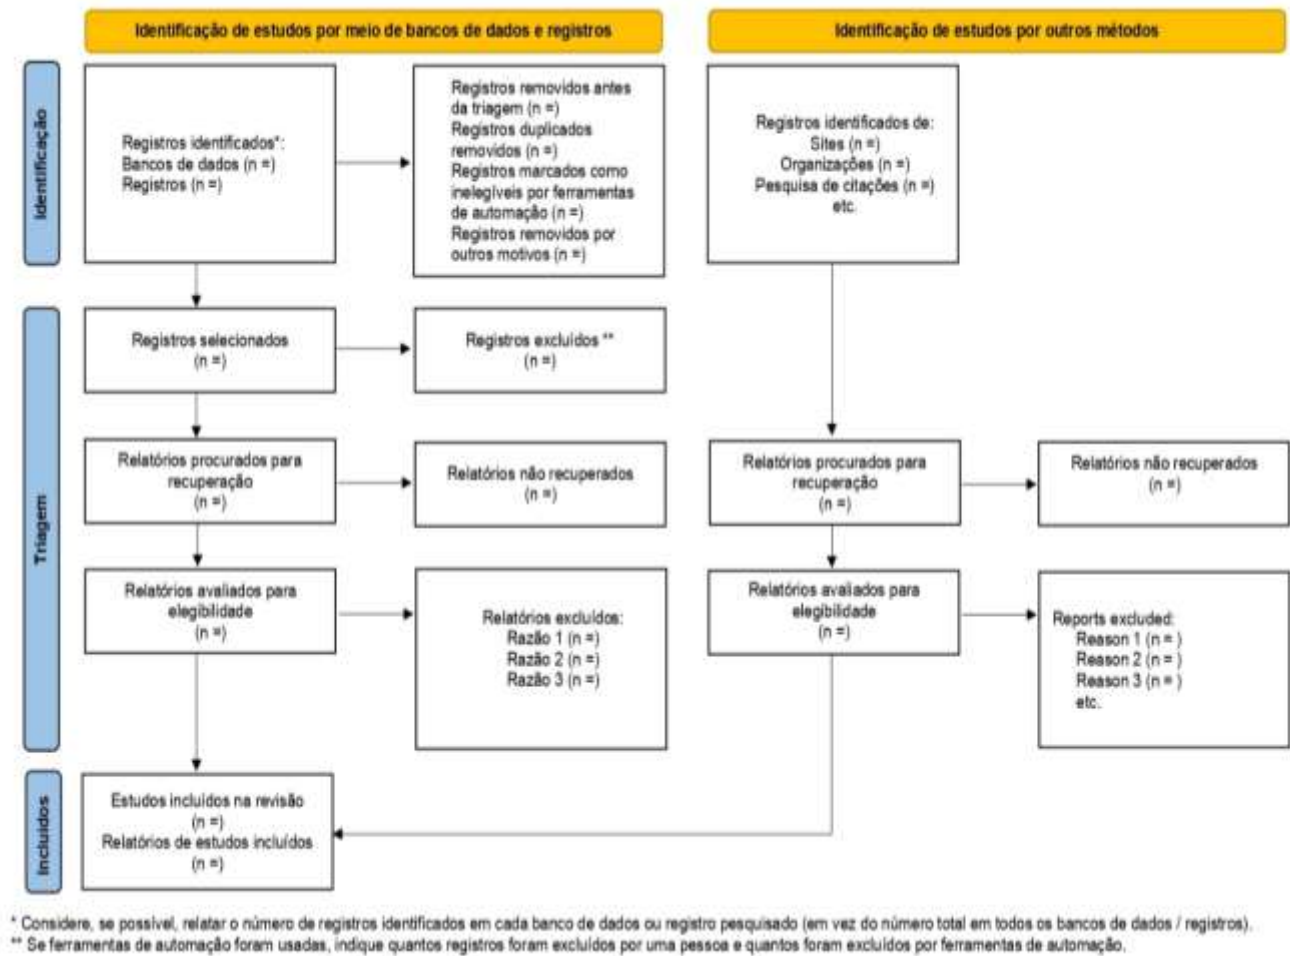 Identificação de estudos por meio de bancos de dados e registros
Identificação de estudos por outros métodos
Identificação
Registros identificados*:
Bancos de dados (n =)
Registros (n =)
Registros removidos antes
da triagem (n =)
Registros duplicados
removidos (n =)
Registros marcados como
inelegíveis por ferramentas
de automação (n =)
Registros removidos por
outros motivos (n =)
Registros identificados de:
Sites (n =)
Organizações (n =)
Pesquisa de citações (n =)
etc.
Triagem
Registros selecionados
(n =)
Registros excluídos **
(n =)
Relatórios procurados para
recuperação
(n =)
Relatórios não recuperados
(n =)
Relatórios procurados para
recuperação
(n =)
Relatórios não recuperados
(n =)
Relatórios avaliados para
elegibilidade
(n =)
Relatórios excluídos:
Razão 1 (n =)
Razão 2 (n =)
Razão 3 (n =)
Relatórios avaliados para
elegibilidade
(n =)
Reports excluded:
Reason 1 (n = )
Reason 2 (n = )
Reason 3 (n = )
etc.
Incluídos
Estudos incluídos na revisão
(n =)
Relatórios de estudos incluídos
(n =)
* Considere, se possível, relatar o número de registros identificados em cada banco de dados ou registro pesquisado (em vez do número total em todos os bancos de dados / registros).
** Se ferramentas de automação foram usadas, indique quantos registros foram excluídos por uma pessoa e quantos foram excluídos por ferramentas de automação.